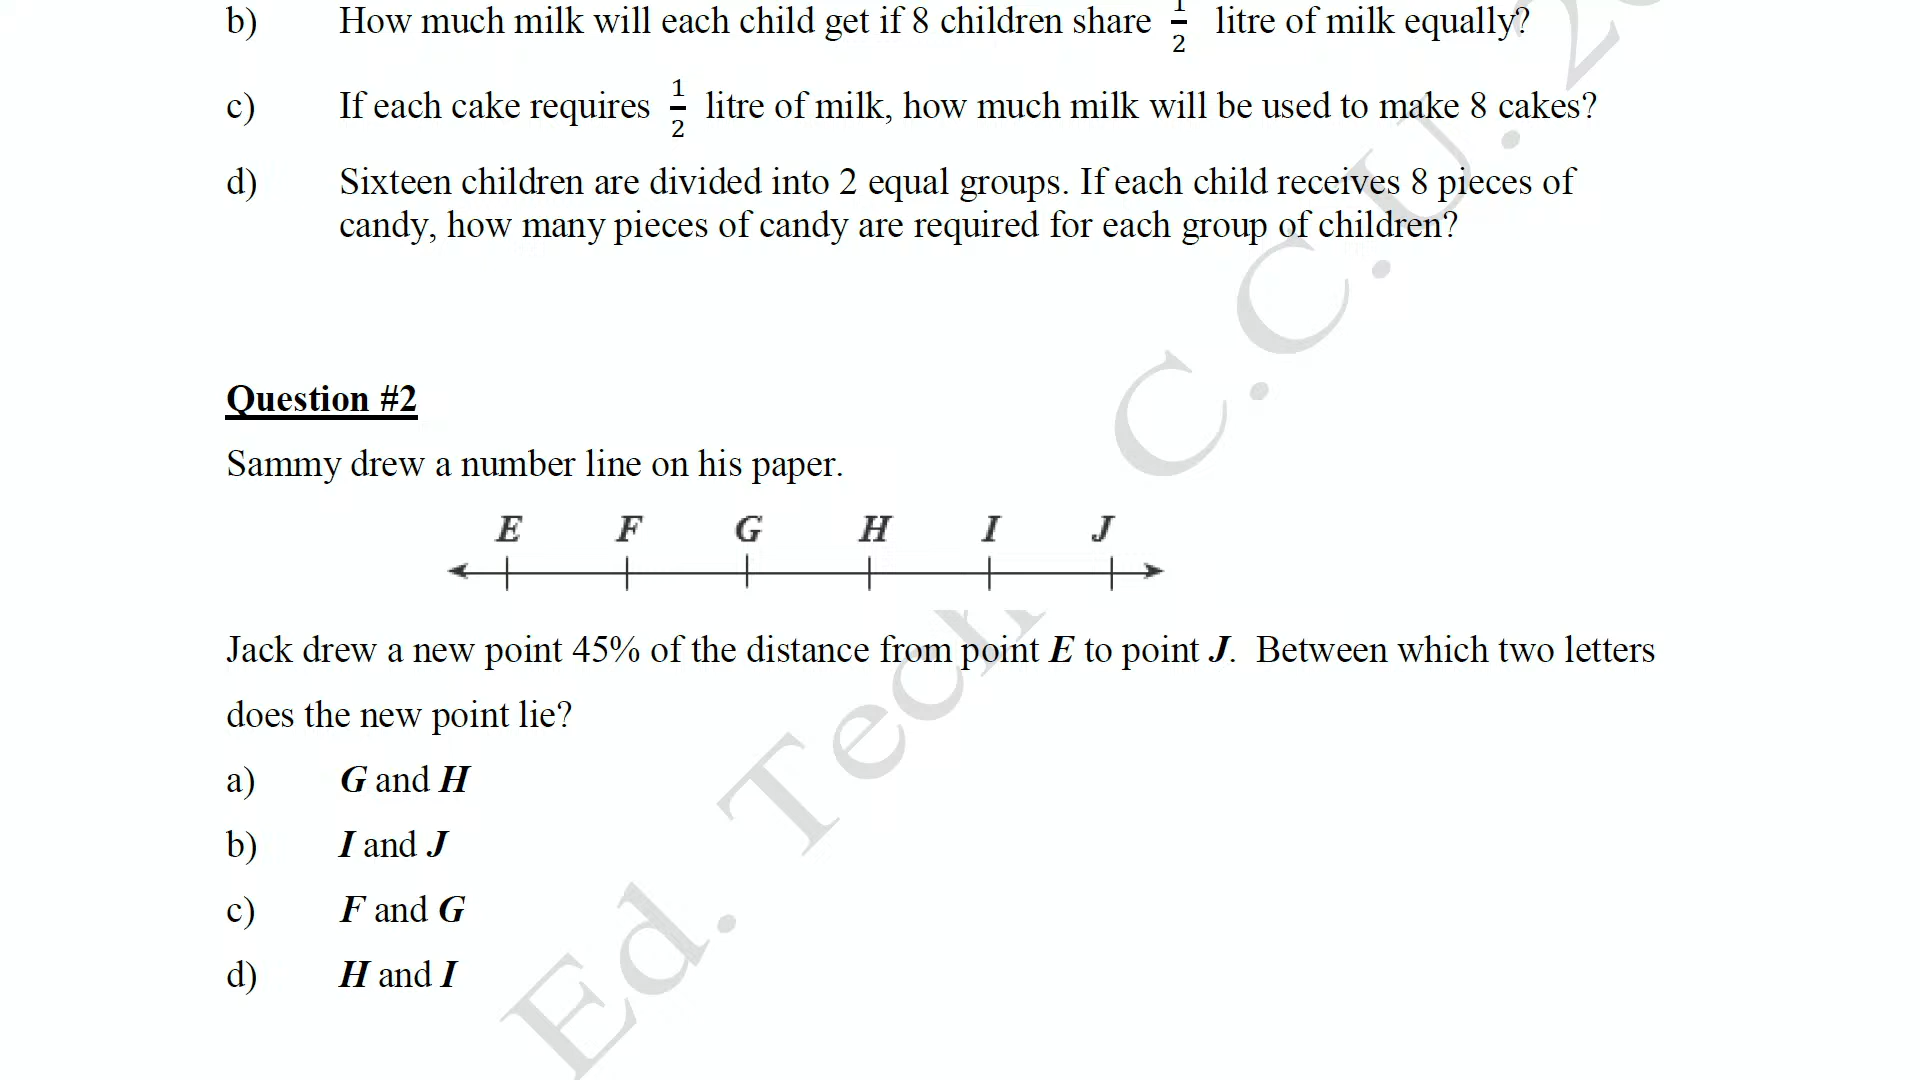 b) How much milk will each child get if 8 children share 1/2 litre of milk equally?
c) If each cake requires 1/2 litre of milk, how much milk will be used to make 8 cakes?
d) Sixteen children are divided into 2 equal groups. If each child receives 8 pieces of
candy, how many pieces of candy are required for each group of children?
Question #2
Sammy drew a number line on his paper.
E F G H I J
Jack drew a new point 45% of the distance from point E to point J. Between which two letters
does the new point lie?
a) G and H
b) I and J
c) F and G
d) H and I
Ed. Tech C.C.U. 2